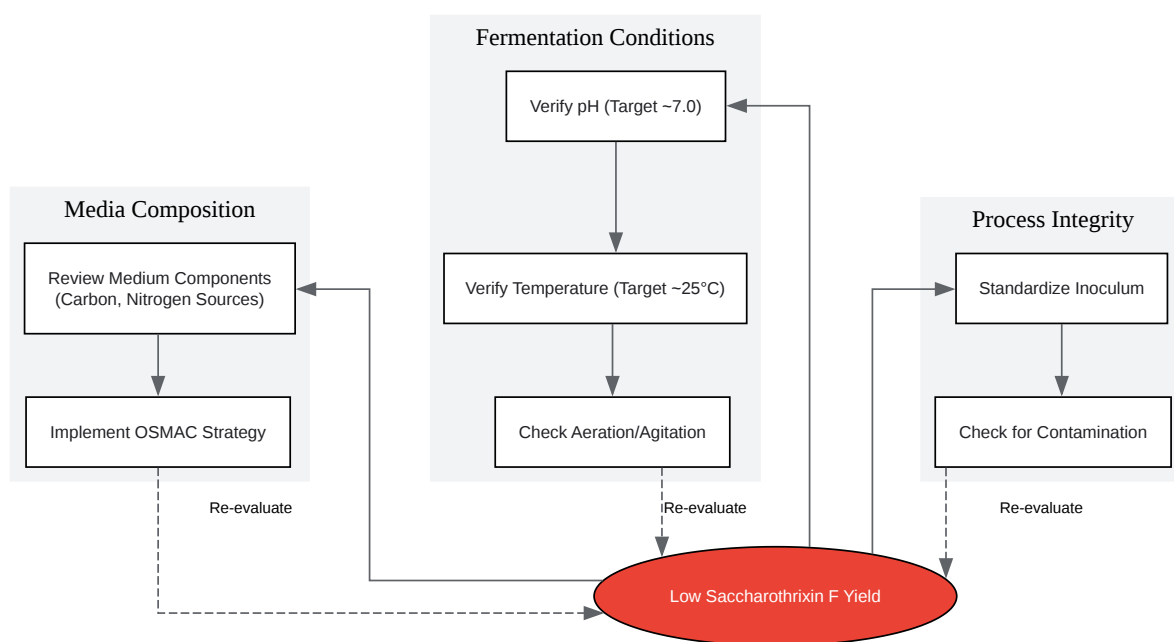 Fermentation Conditions
Verify pH (Target ~7.0)
Verify Temperature (Target ~25°C)
Check Aeration/Agitation
Re-evaluate
Media Composition
Review Medium Components
(Carbon, Nitrogen Sources)
Implement OSMAC Strategy
Re-evaluate
Process Integrity
Standardize Inoculum
Check for Contamination
Re-evaluate
Low Saccharothrixin F Yield